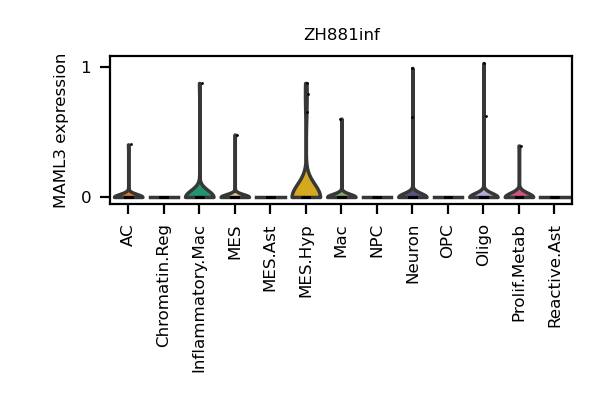 ZH881inf
MAML3 expression
1
0
AC
Chromatin.Reg
Inflammatory.Mac
MES
MES.Ast
MES.Hyp
Mac
NPC
Neuron
OPC
Oligo
Prolif.Metab
Reactive.Ast